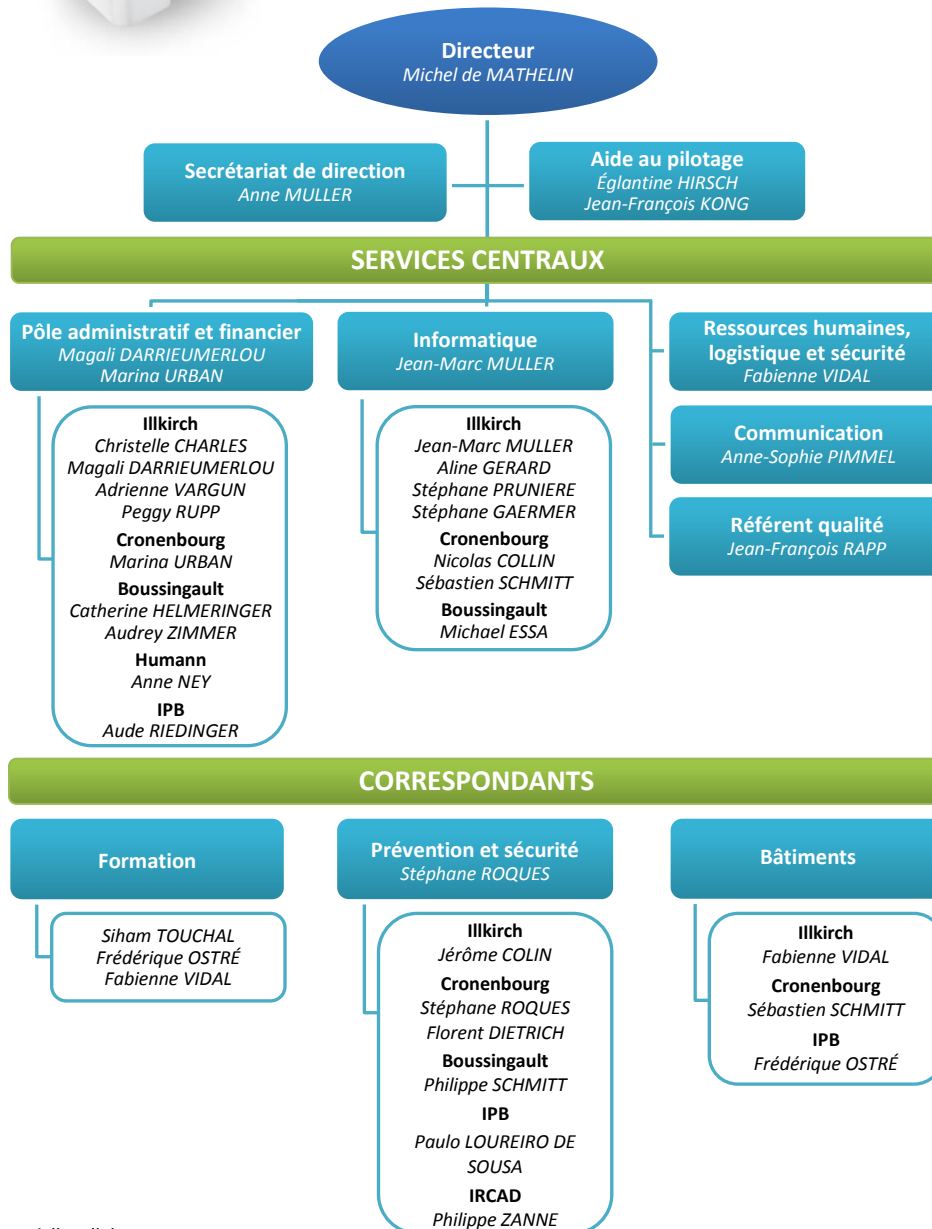 Directeur
Michel de MATHELIN
Secrétariat de direction
Anne MULLER
Aide au pilotage
Églantine HIRSCH
Jean-François KONG
SERVICES CENTRAUX
Pôle administratif et financier
Magali DARRIEUMERLOU
Marina URBAN
Illkirch
Christelle CHARLES
Magali DARRIEUMERLOU
Adrienne VARGUN
Peggy RUPP
Cronenbourg
Marina URBAN
Boussingault
Catherine HELMERINGER
Audrey ZIMMER
Humann
Anne NEY
IPB
Aude RIEDINGER
Informatique
Jean-Marc MULLER
Illkirch
Jean-Marc MULLER
Aline GERARD
Stéphane PRUNIERE
Stéphane GAERMER
Cronenbourg
Nicolas COLLIN
Sébastien SCHMITT
Boussingault
Michael ESSA
Ressources humaines,
logistique et sécurité
Fabienne VIDAL
Communication
Anne-Sophie PIMMEL
Référent qualité
Jean-François RAPP
CORRESPONDANTS
Formation
Siham TOUCHAL
Frédérique OSTRÉ
Fabienne VIDAL
Prévention et sécurité
Stéphane ROQUES
Illkirch
Jérôme COLIN
Cronenbourg
Stéphane ROQUES
Florent DIETRICH
Boussingault
Philippe SCHMITT
IPB
Paulo LOUREIRO DE
SOUSA
IRCAD
Philippe ZANNE
Bâtiments
Illkirch
Fabienne VIDAL
Cronenbourg
Sébastien SCHMITT
IPB
Frédérique OSTRÉ